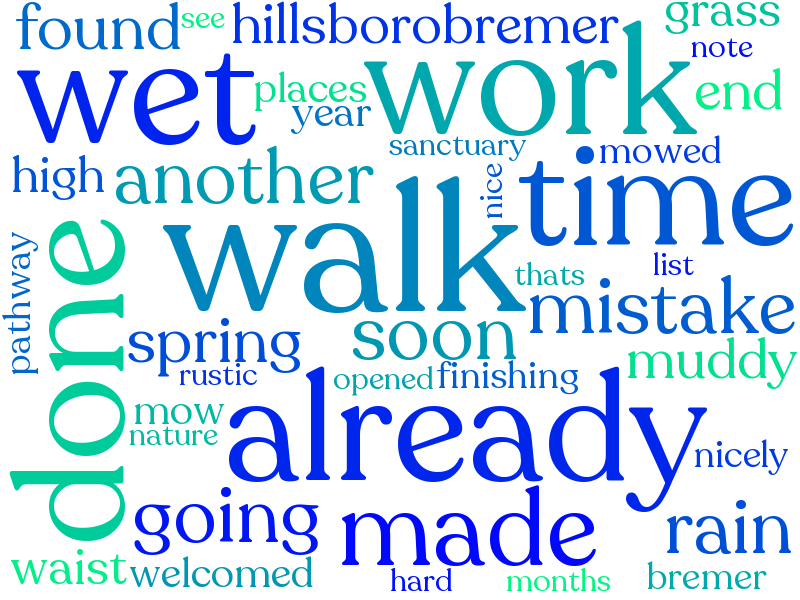 found
see
hillsborobremer
grass
note
wet
work
places
year
end
sanctuary
mowed
high
another
nice
time
walk
done
pathway
thats
list
mistake
spring
soon
muddy
rustic
opened
finishing
mow
nature
already
nicely
going
made
rain
waist
welcomed
hard
months
bremer